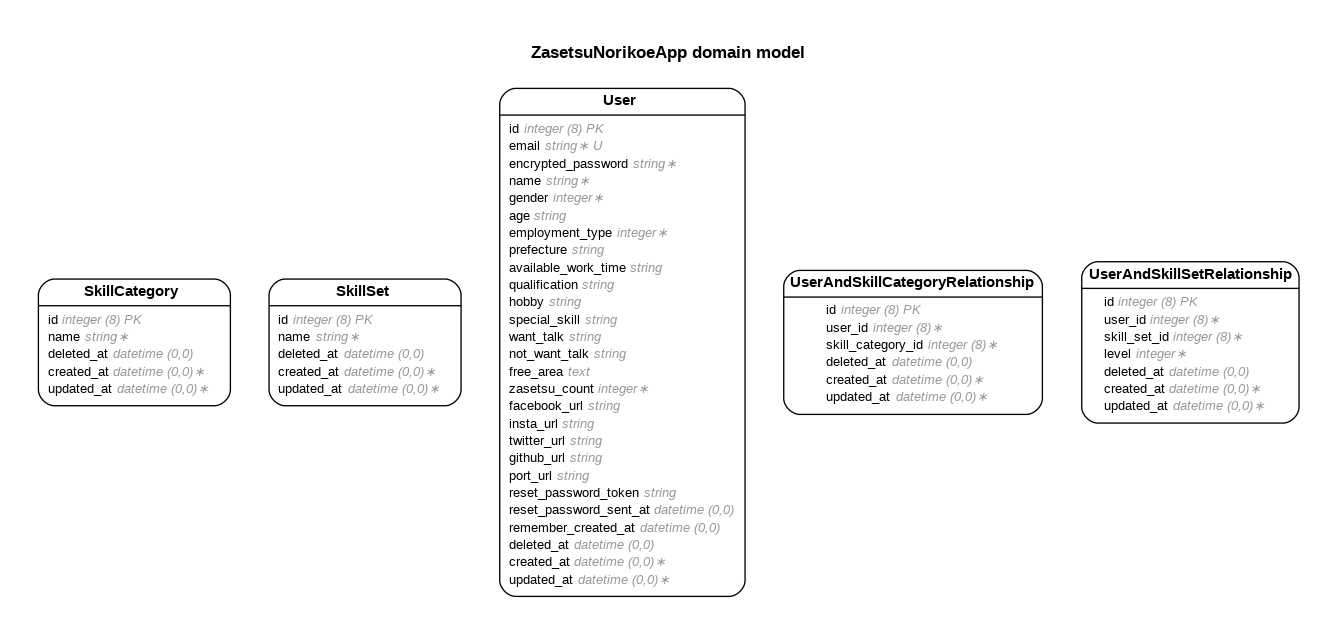 ZasetsuNorikoeApp domain model
SkillCategory
id integer (8) PK
name string∗
deleted_at datetime (0,0)
created_at datetime (0,0)∗
updated_at datetime (0,0)∗
SkillSet
id integer (8) PK
name string∗
deleted_at datetime (0,0)
created_at datetime (0,0)∗
updated_at datetime (0,0)∗
User
id integer (8) PK
email string∗ U
encrypted_password string∗
name string∗
gender integer∗
age string
employment_type integer∗
prefecture string
available_work_time string
qualification string
hobby string
special_skill string
want_talk string
not_want_talk string
free_area text
zasetsu_count integer∗
facebook_url string
insta_url string
twitter_url string
github_url string
port_url string
reset_password_token string
reset_password_sent_at datetime (0,0)
remember_created_at datetime (0,0)
deleted_at datetime (0,0)
created_at datetime (0,0)∗
updated_at datetime (0,0)∗
UserAndSkillCategoryRelationship
id integer (8) PK
user_id integer (8)∗
skill_category_id integer (8)∗
deleted_at datetime (0,0)
created_at datetime (0,0)∗
updated_at datetime (0,0)∗
UserAndSkillSetRelationship
id integer (8) PK
user_id integer (8)∗
skill_set_id integer (8)∗
level integer∗
deleted_at datetime (0,0)
created_at datetime (0,0)∗
updated_at datetime (0,0)∗